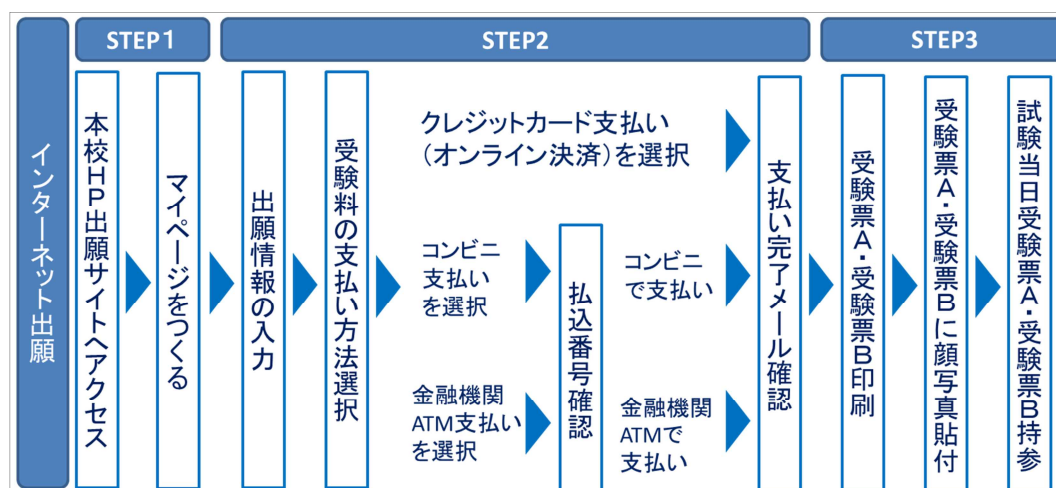 STEP1
STEP2
STEP3
インターネット出願
本校HP出願サイトへアクセス
マイページをつくる
出願情報の入力
受験料の支払い方法選択
クレジットカード支払い
(オンライン決済)を選択
コンビニ
支払い
を選択
金融機関
ATM支払い
を選択
払込番号確認
コンビニ
で支払い
金融機関
ATMで
支払い
支払い完了メール確認
受験票A・受験票B印刷
受験票A・受験票Bに顔写真貼付
試験当日受験票A・受験票B持参